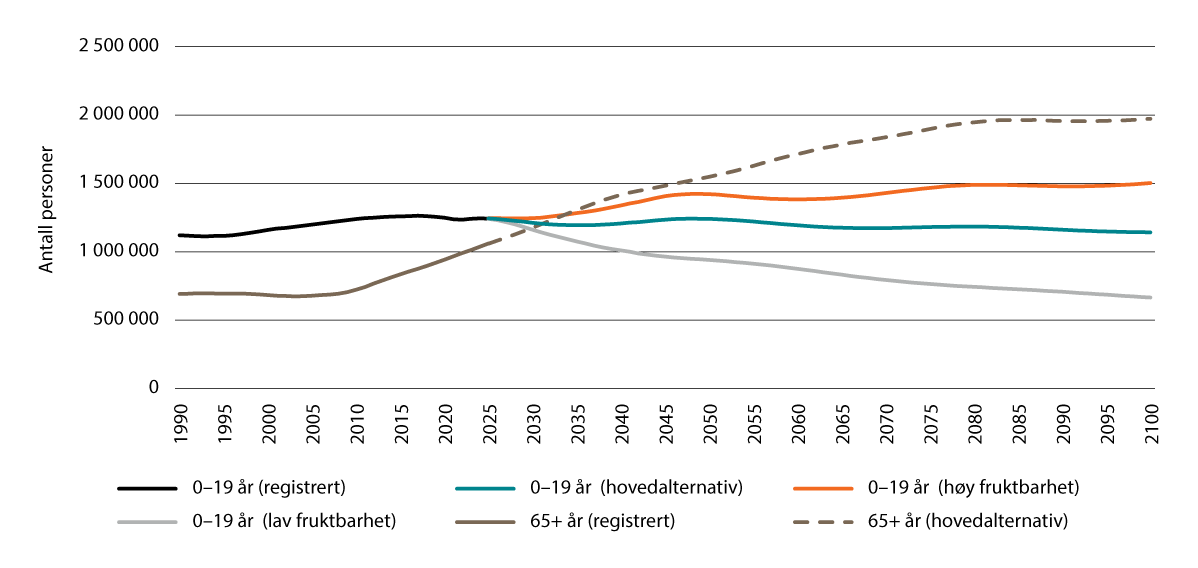 2 500 000
2 000 000
1 500 000
1 000 000
500 000
0
Antall personer
1990 1995 2000 2005 2010 2015 2020 2025 2030 2035 2040 2045 2050 2055 2060 2065 2070 2075 2080 2085 2090 2095 2100
0–19 år (registrert) 0–19 år (hovedalternativ) 0–19 år (høy fruktbarhet)
0–19 år (lav fruktbarhet) 65+ år (registrert) 65+ år (hovedalternativ)